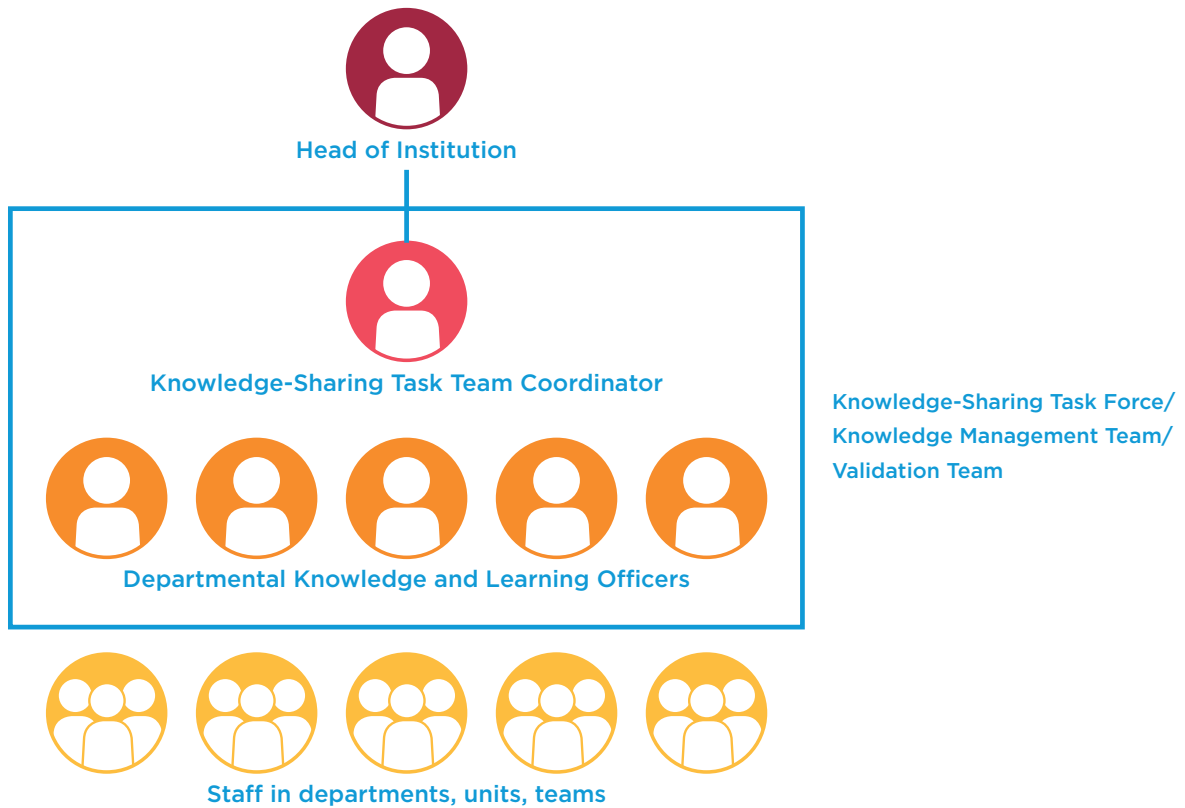 Head of Institution
Knowledge-Sharing Task Team Coordinator
Knowledge-Sharing Task Force/
Knowledge Management Team/
Validation Team
Departmental Knowledge and Learning Officers
Staff in departments, units, teams